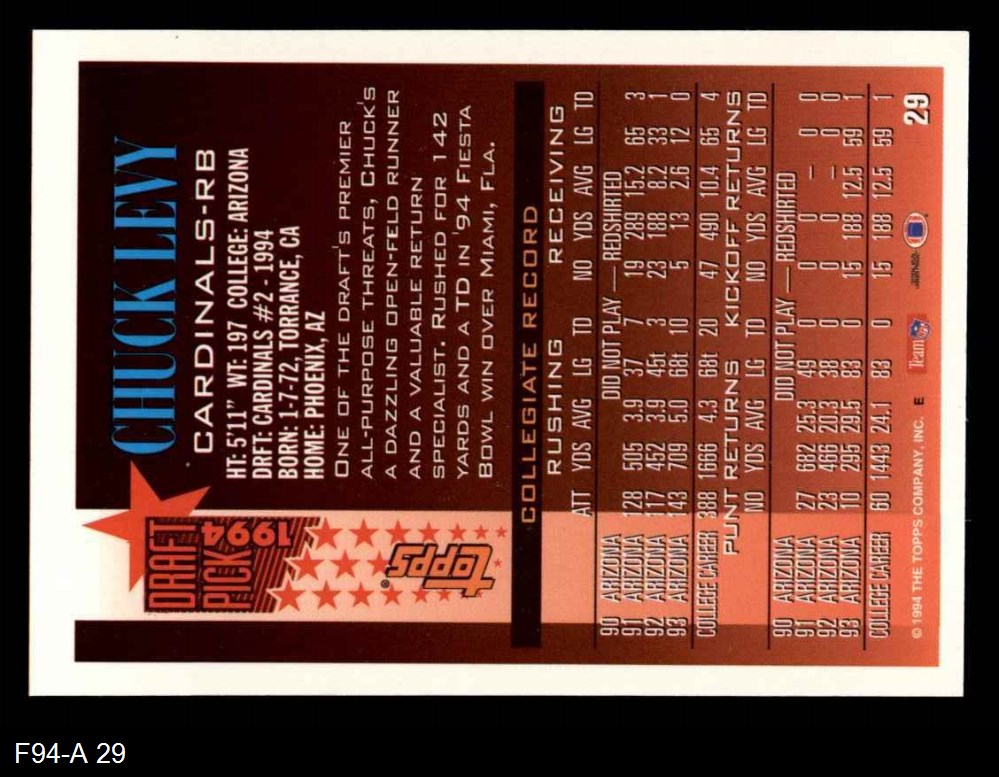 DRAFT
PICK
1994
TOPPS
CHUCK LEVY
CARDINALS-RB
HT: 5'11" WT: 197 COLLEGE: ARIZONA
DRFT: CARDINALS #2 - 1994
BORN: 1-7-72, TORRANCE, CA
HOME: PHOENIX, AZ
ONE OF THE DRAFT'S PREMIER
ALL-PURPOSE THREATS, CHUCK'S
A DAZZLING OPEN-FELD RUNNER
AND A VALUABLE RETURN
SPECIALIST. RUSHED FOR 142
YARDS AND A TD IN '94 FIESTA
BOWL WIN OVER MIAMI, FLA.
COLLEGIATE RECORD
RUSHING RECEIVING
ATT YDS AVG LG TD NO YDS AVG LG TD
90 ARIZONA DID NOT PLAY — REDSHIRTED
91 ARIZONA 128 505 3.9 37 7 19 289 15.2 65 3
92 ARIZONA 117 452 3.9 45t 3 23 188 8.2 33 1
93 ARIZONA 143 709 5.0 68t 10 5 13 2.6 12 0
COLLEGE CAREER 388 1666 4.3 68t 20 47 490 10.4 65 4
PUNT RETURNS KICKOFF RETURNS
NO YDS AVG LG TD NO YDS AVG LG TD
90 ARIZONA DID NOT PLAY — REDSHIRTED
91 ARIZONA 27 682 25.3 49 0 0 0 — 0 0
92 ARIZONA 23 466 20.3 38 0 0 0 — 0 0
93 ARIZONA 10 295 29.5 83 0 15 188 12.5 59 1
COLLEGE CAREER 60 1443 24.1 83 0 15 188 12.5 59 1
© 1994 THE TOPPS COMPANY, INC. E Team NFL 29
F94-A 29